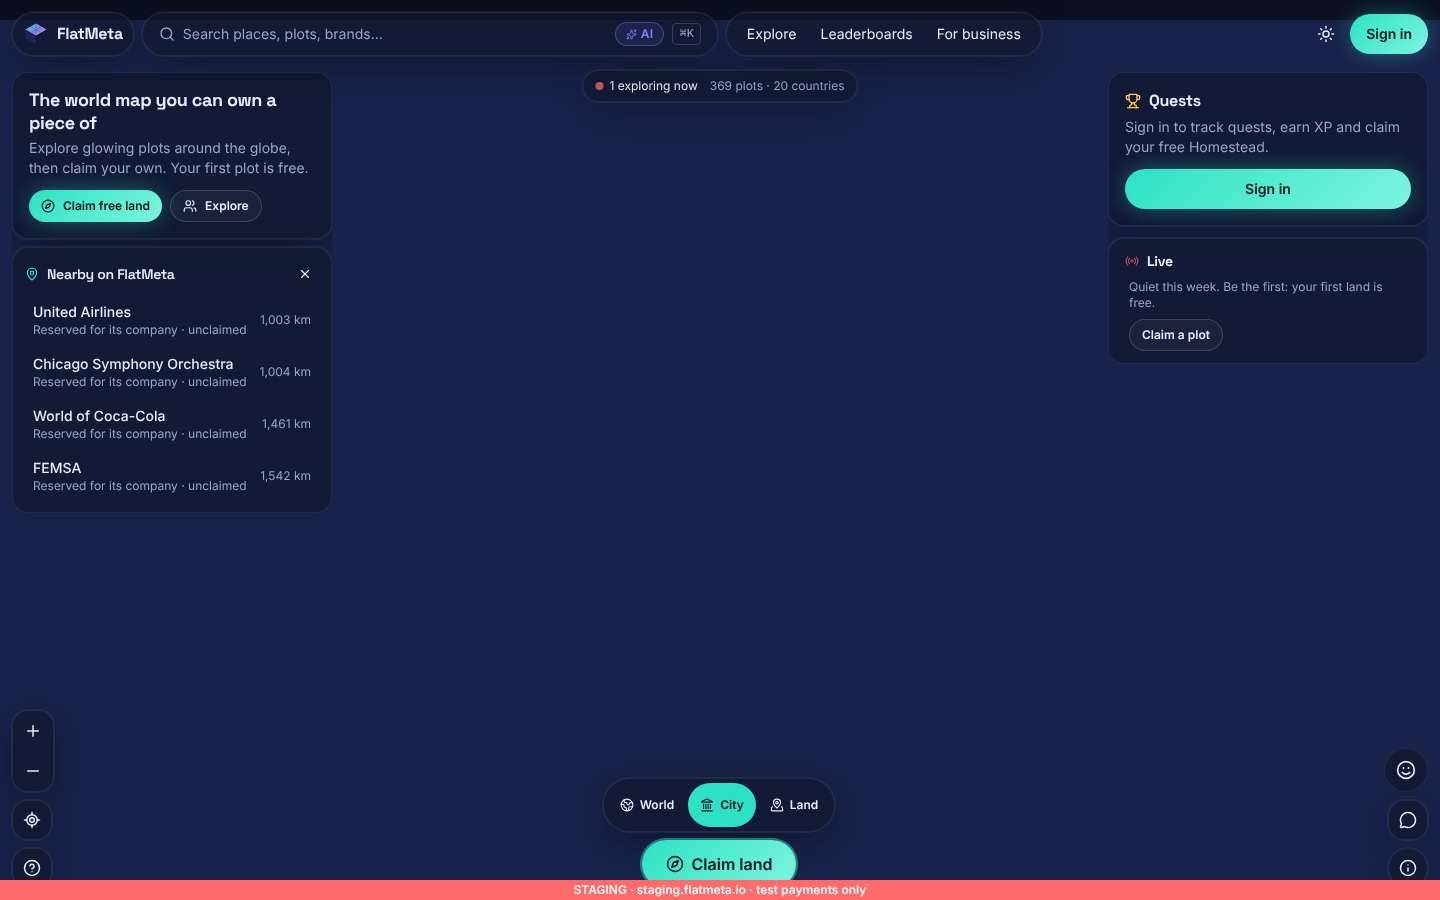 FlatMeta
Search places, plots, brands...
AI
⌘K
Explore
Leaderboards
For business
Sign in
1 exploring now 369 plots · 20 countries
The world map you can own a
piece of
Explore glowing plots around the globe,
then claim your own. Your first plot is free.
Claim free land
Explore
Nearby on FlatMeta
United Airlines
Reserved for its company · unclaimed
1,003 km
Chicago Symphony Orchestra
Reserved for its company · unclaimed
1,004 km
World of Coca-Cola
Reserved for its company · unclaimed
1,461 km
FEMSA
Reserved for its company · unclaimed
1,542 km
Quests
Sign in to track quests, earn XP and claim
your free Homestead.
Sign in
Live
Quiet this week. Be the first: your first land is
free.
Claim a plot
World
City
Land
Claim land
STAGING · staging.flatmeta.io · test payments only